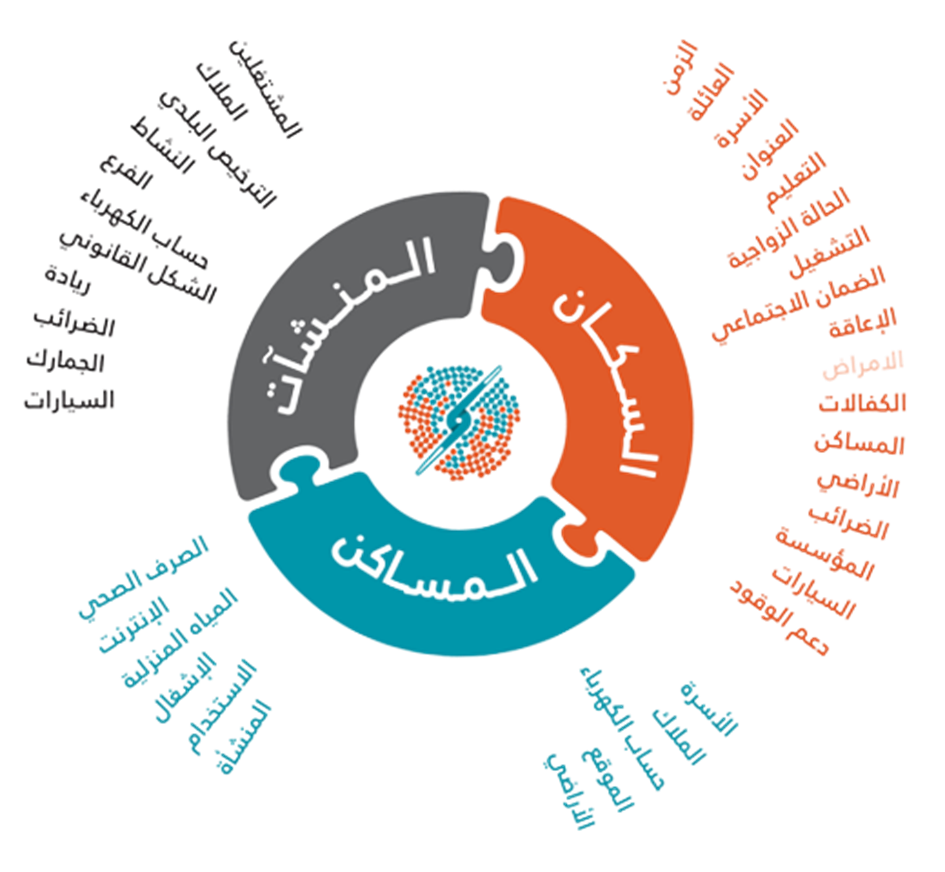 السكان
الزمن
العائلة
الأسرة
العنوان
التعليم
الحالة الزواجية
التشغيل
الضمان الاجتماعي
الإعاقة
الامراض
الكفالات
المساكن
الأراضي
الضرائب
المؤسسة
السيارات
دعم الوقود
المساكن
الأسرة
الملاك
حساب الكهرباء
الموقع
الأراضي
المنشأة
الاستخدام
الإشغال
المياه المنزلية
الإنترنت
الصرف الصحي
المنشآت
المشتغلين
الملاك
الترخيص البلدي
النشاط
الفرع
حساب الكهرباء
الشكل القانوني
ريادة
الضرائب
الجمارك
السيارات